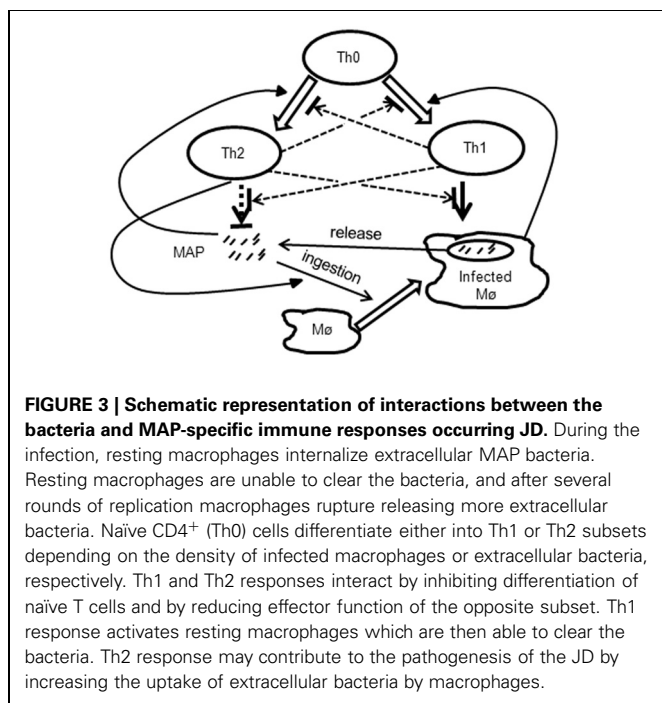 Th0
Th2
Th1
MAP
release
ingestion
Infected
Mø
Mø
FIGURE 3 | Schematic representation of interactions between the
bacteria and MAP-specific immune responses occurring JD. During the
infection, resting macrophages internalize extracellular MAP bacteria.
Resting macrophages are unable to clear the bacteria, and after several
rounds of replication macrophages rupture releasing more extracellular
bacteria. Naïve CD4+ (Th0) cells differentiate either into Th1 or Th2 subsets
depending on the density of infected macrophages or extracellular bacteria,
respectively. Th1 and Th2 responses interact by inhibiting differentiation of
naïve T cells and by reducing effector function of the opposite subset. Th1
response activates resting macrophages which are then able to clear the
bacteria. Th2 response may contribute to the pathogenesis of the JD by
increasing the uptake of extracellular bacteria by macrophages.